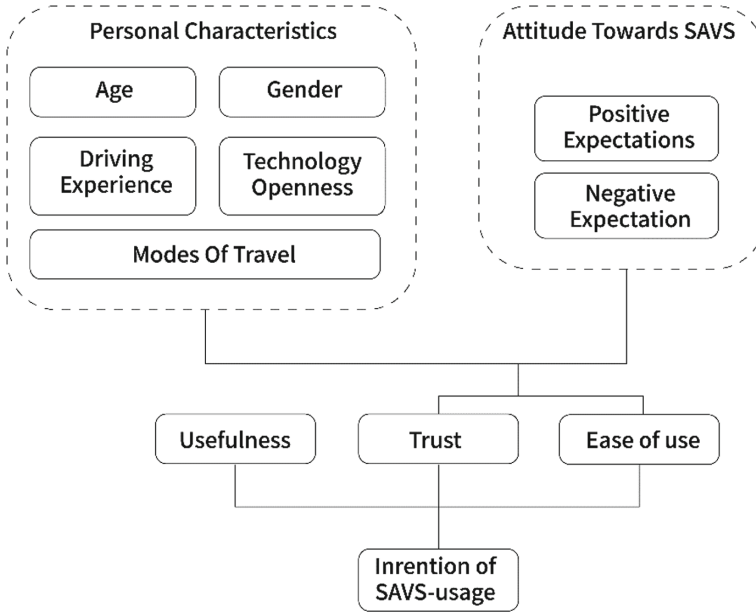 Personal Characteristics
Attitude Towards SAVS
Age
Gender
Driving
Experience
Technology
Openness
Modes Of Travel
Positive
Expectations
Negative
Expectation
Usefulness
Trust
Ease of use
Inrention of
SAVS-usage